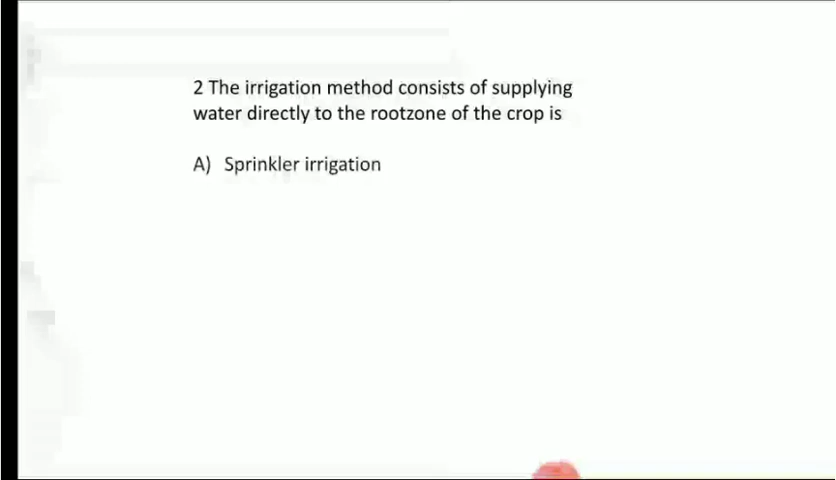 2 The irrigation method consists of supplying
water directly to the rootzone of the crop is
A) Sprinkler irrigation